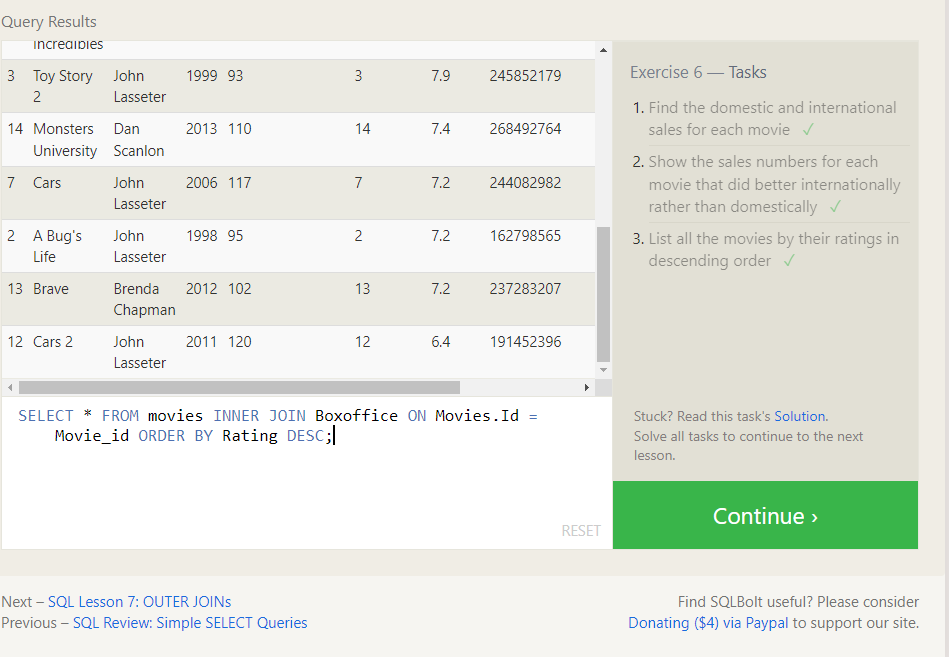 Query Results
Incredibles
3 Toy Story 2 John Lasseter 1999 93 3 7.9 245852179
14 Monsters University Dan Scanlon 2013 110 14 7.4 268492764
7 Cars John Lasseter 2006 117 7 7.2 244082982
2 A Bug's Life John Lasseter 1998 95 2 7.2 162798565
13 Brave Brenda Chapman 2012 102 13 7.2 237283207
12 Cars 2 John Lasseter 2011 120 12 6.4 191452396
SELECT * FROM movies INNER JOIN Boxoffice ON Movies.Id =
Movie_id ORDER BY Rating DESC;
RESET
Exercise 6 — Tasks
1. Find the domestic and international
sales for each movie ✓
2. Show the sales numbers for each
movie that did better internationally
rather than domestically ✓
3. List all the movies by their ratings in
descending order ✓
Stuck? Read this task's Solution.
Solve all tasks to continue to the next
lesson.
Continue ›
Next – SQL Lesson 7: OUTER JOINs
Previous – SQL Review: Simple SELECT Queries
Find SQLBolt useful? Please consider
Donating ($4) via Paypal to support our site.